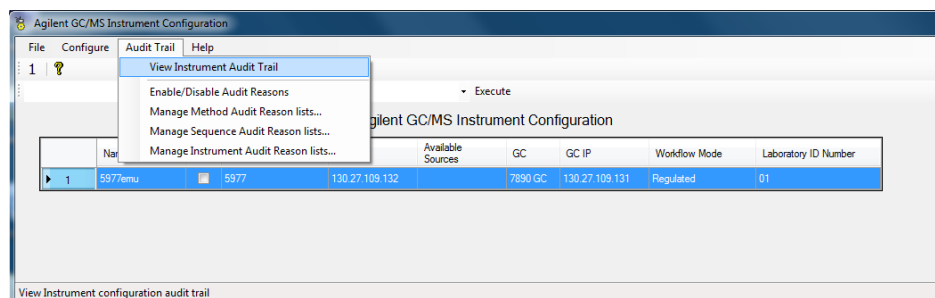 Agilent GC/MS Instrument Configuration
File Configure Audit Trail Help
1
View Instrument Audit Trail
Enable/Disable Audit Reasons
Manage Method Audit Reason lists...
Manage Sequence Audit Reason lists...
Manage Instrument Audit Reason lists...
Execute
gilent GC/MS Instrument Configuration
Nar Available Sources GC GC IP Workflow Mode Laboratory ID Number
1 5977emu 5977 130.27.109.132 7890 GC 130.27.109.131 Regulated 01
View Instrument configuration audit trail